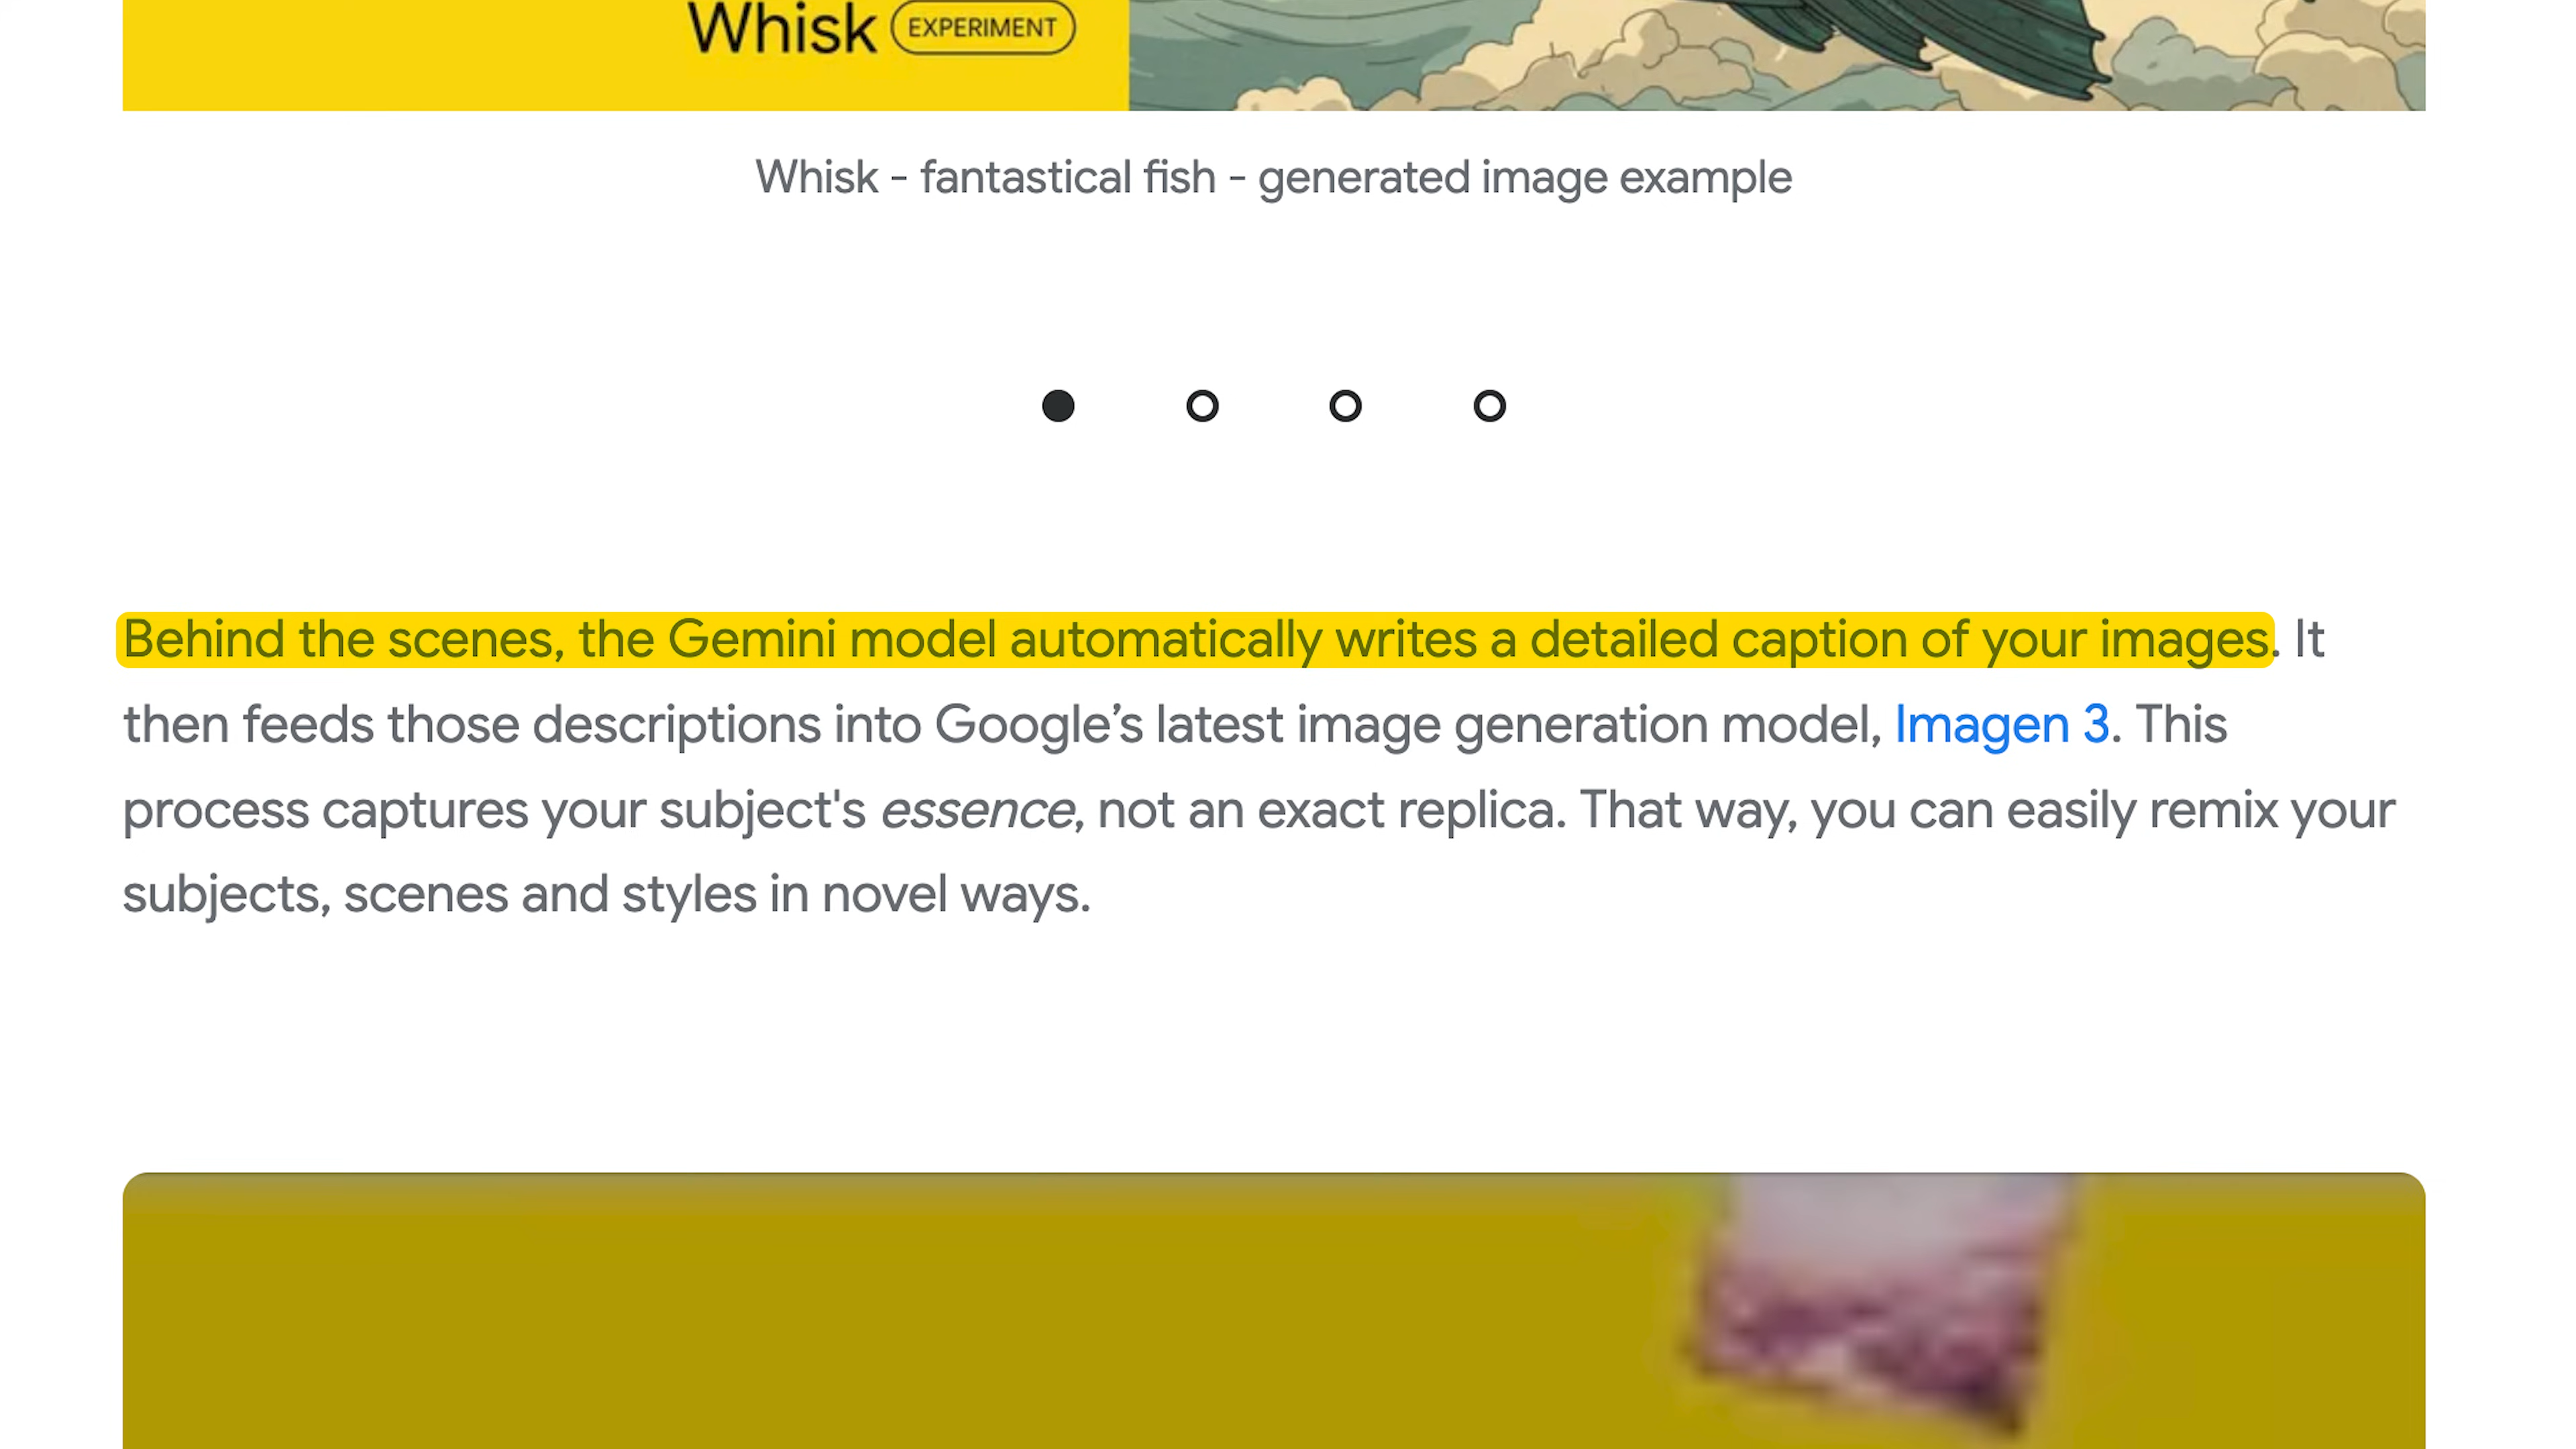 Whisk EXPERIMENT
Whisk - fantastical fish - generated image example
Behind the scenes, the Gemini model automatically writes a detailed caption of your images. It
then feeds those descriptions into Google’s latest image generation model, Imagen 3. This
process captures your subject's essence, not an exact replica. That way, you can easily remix your
subjects, scenes and styles in novel ways.